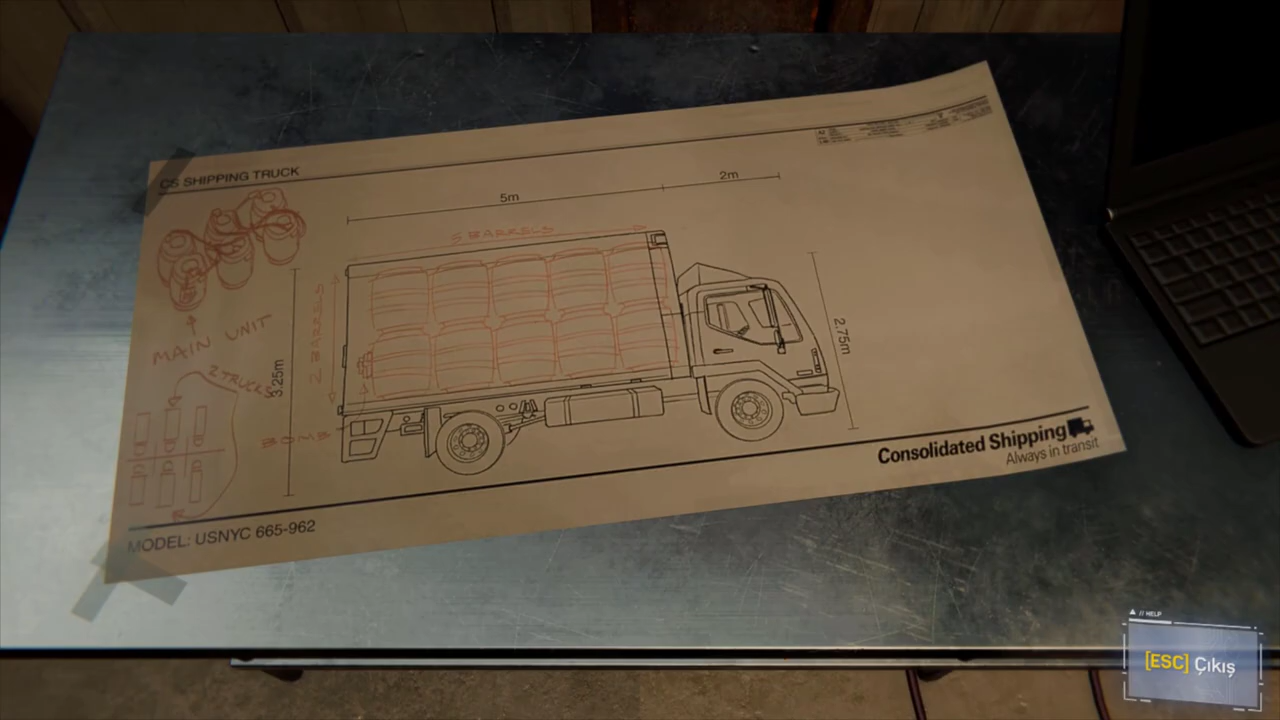 CS SHIPPING TRUCK
5m
2m
5 BARRELS
2 BARRELS
MAIN UNIT
2 TRUCKS
3.25m
2.75m
BOMB
Consolidated Shipping
Always in transit
MODEL: USNYC 665-962
// HELP
[ESC] Çıkış